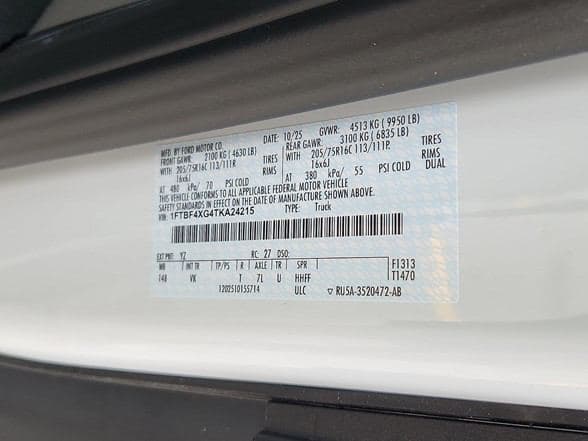 MFD. BY FORD MOTOR CO.
DATE: 10/25 GVWR: 4513 KG ( 9950 LB)
FRONT GAWR: 2100 KG ( 4630 LB)
REAR GAWR: 3100 KG ( 6835 LB)
WITH 205/75R16C 113/111R TIRES
WITH 205/75R16C 113/111R TIRES
16x6J RIMS
16x6J RIMS
AT 480 kPa/ 70 PSI COLD
AT 380 kPa/ 55 PSI COLD DUAL
THIS VEHICLE CONFORMS TO ALL APPLICABLE FEDERAL MOTOR VEHICLE
SAFETY STANDARDS IN EFFECT ON THE DATE OF MANUFACTURE SHOWN ABOVE.
VIN: 1FTBF4XG4TKA24215 TYPE: Truck
EXT PNT: YZ RC: 27 DSO:
WB INT TR TP/PS R AXLE TR SPR F1313
148 VK T 7L U HHFF T1470
1202510155714 ULC ▽ RU5A-3520472-AB